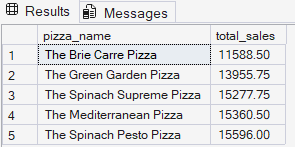 Results Messages
pizza_name total_sales
1 The Brie Carre Pizza 11588.50
2 The Green Garden Pizza 13955.75
3 The Spinach Supreme Pizza 15277.75
4 The Mediterranean Pizza 15360.50
5 The Spinach Pesto Pizza 15596.00